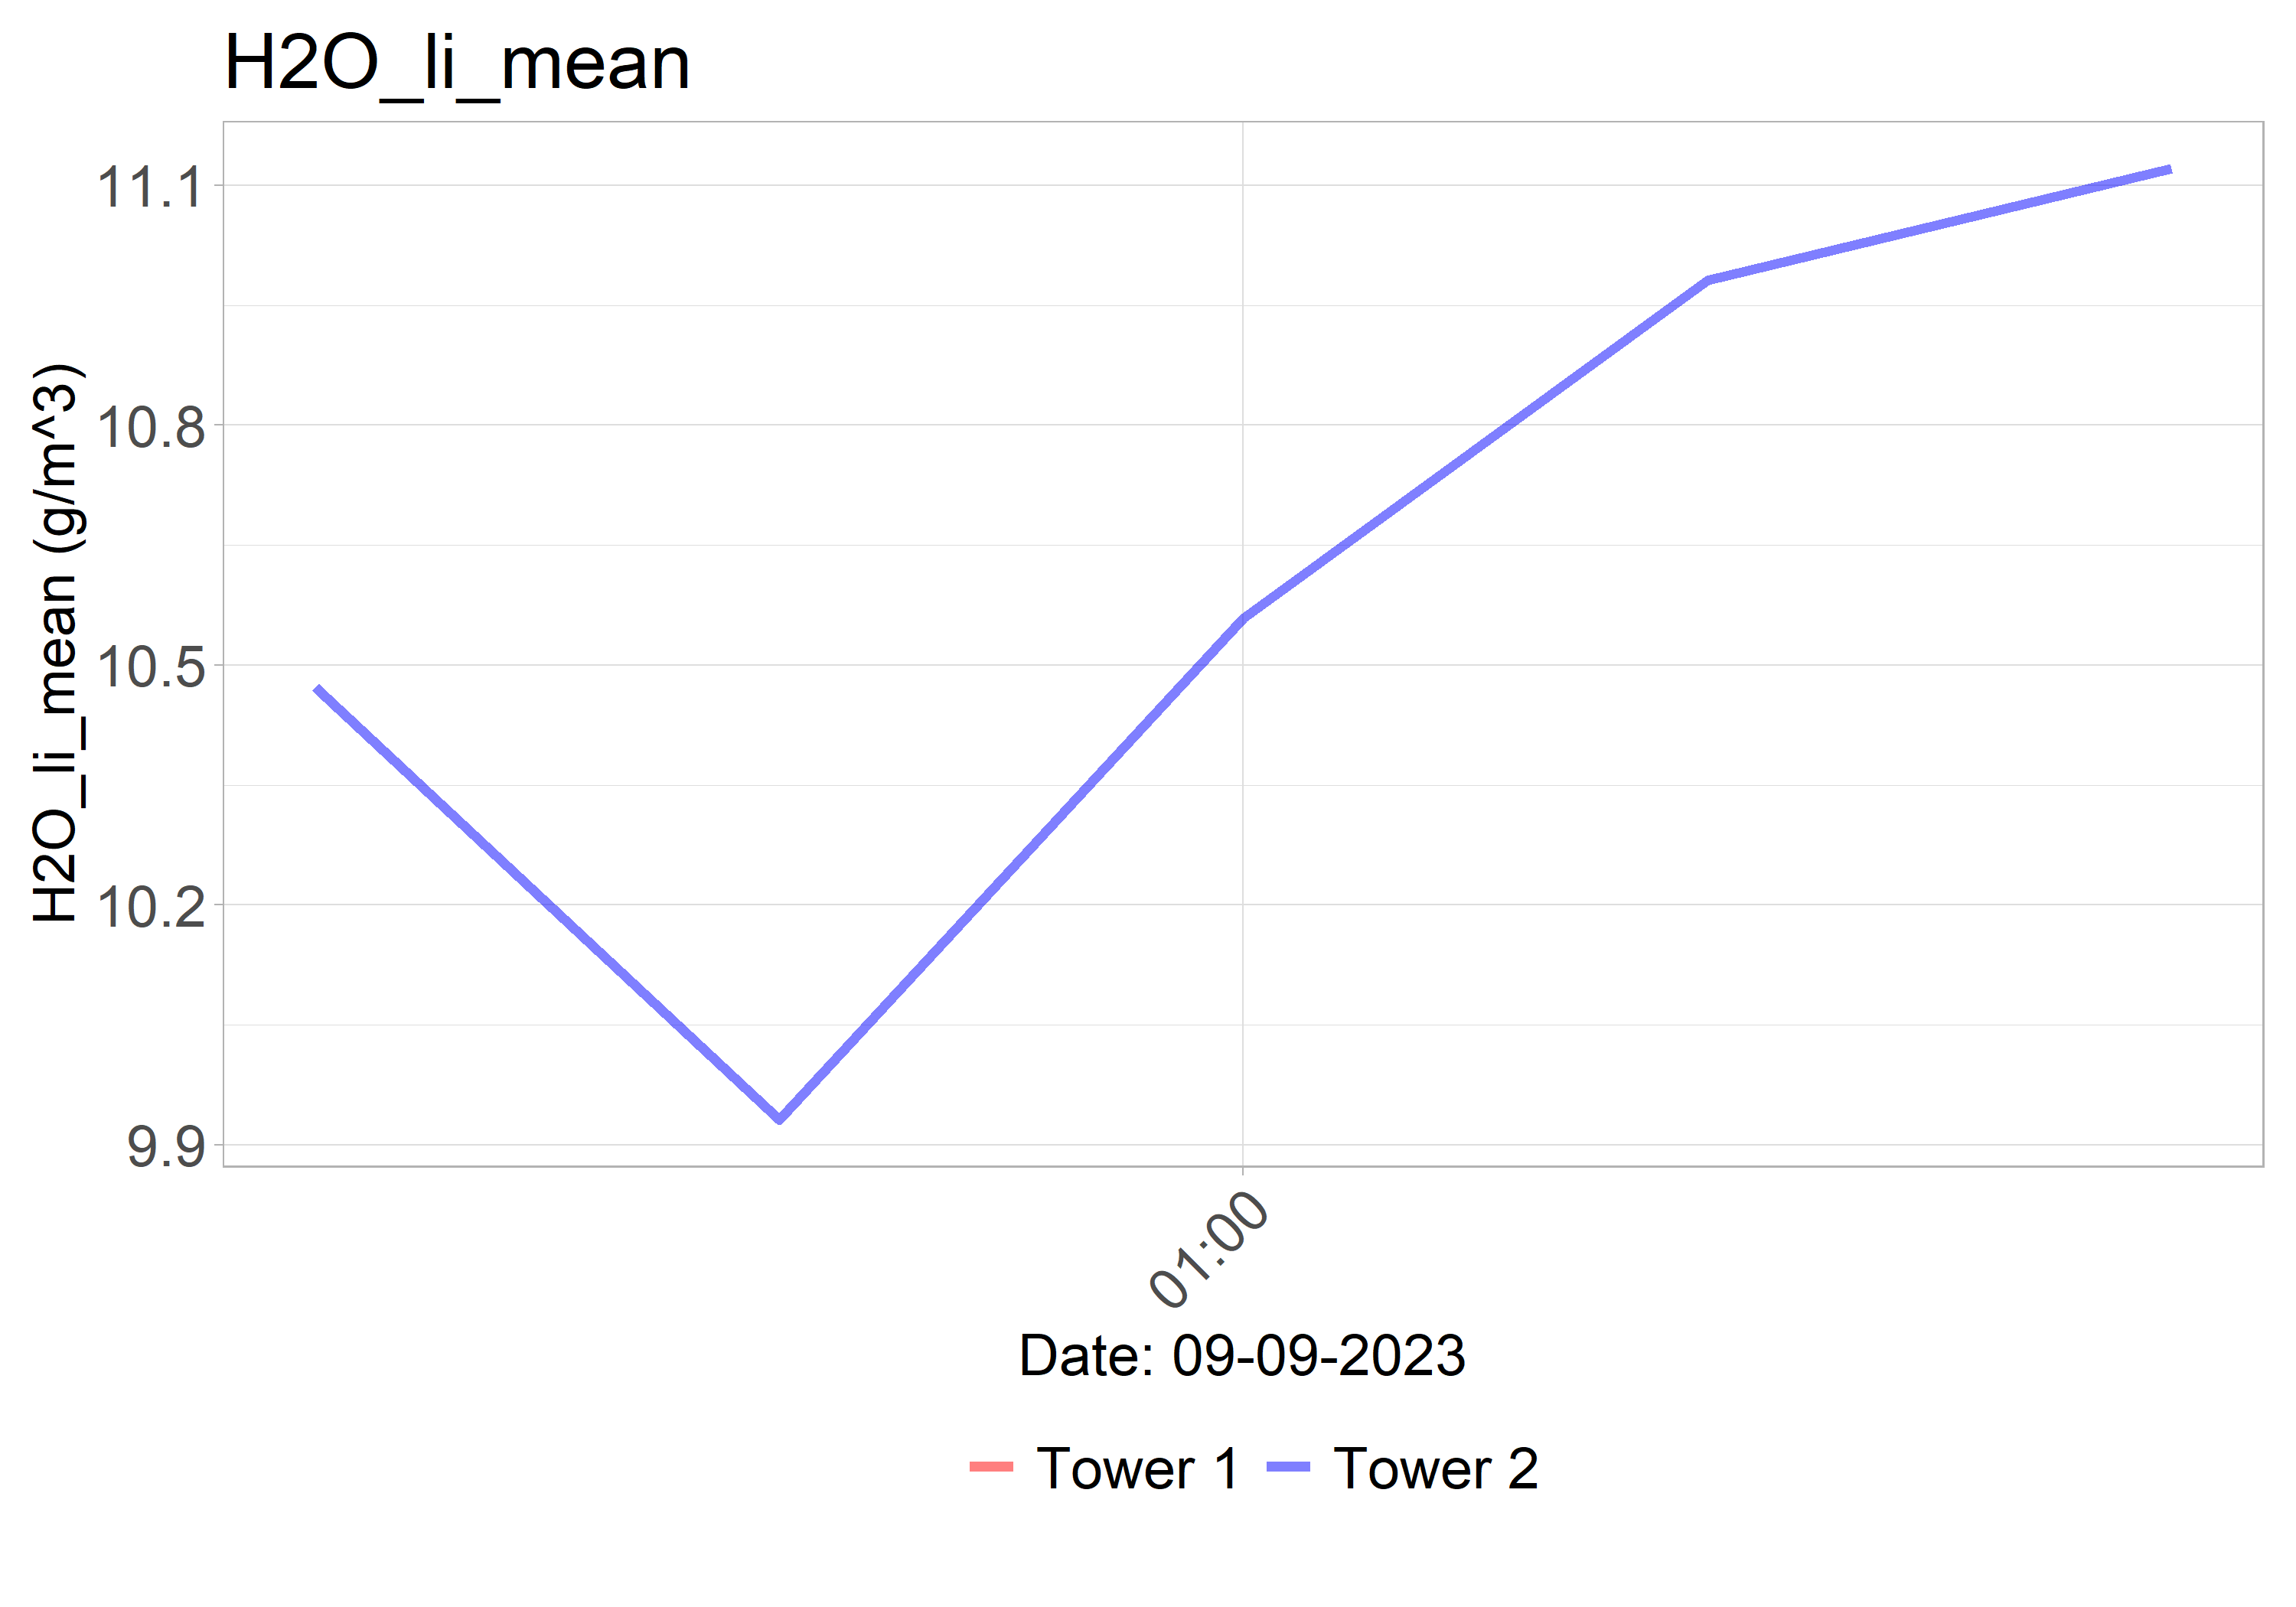 H2O_li_mean
H2O_li_mean (g/m^3)
11.1
10.8
10.5
10.2
9.9
01:00
Date: 09-09-2023
Tower 1 Tower 2